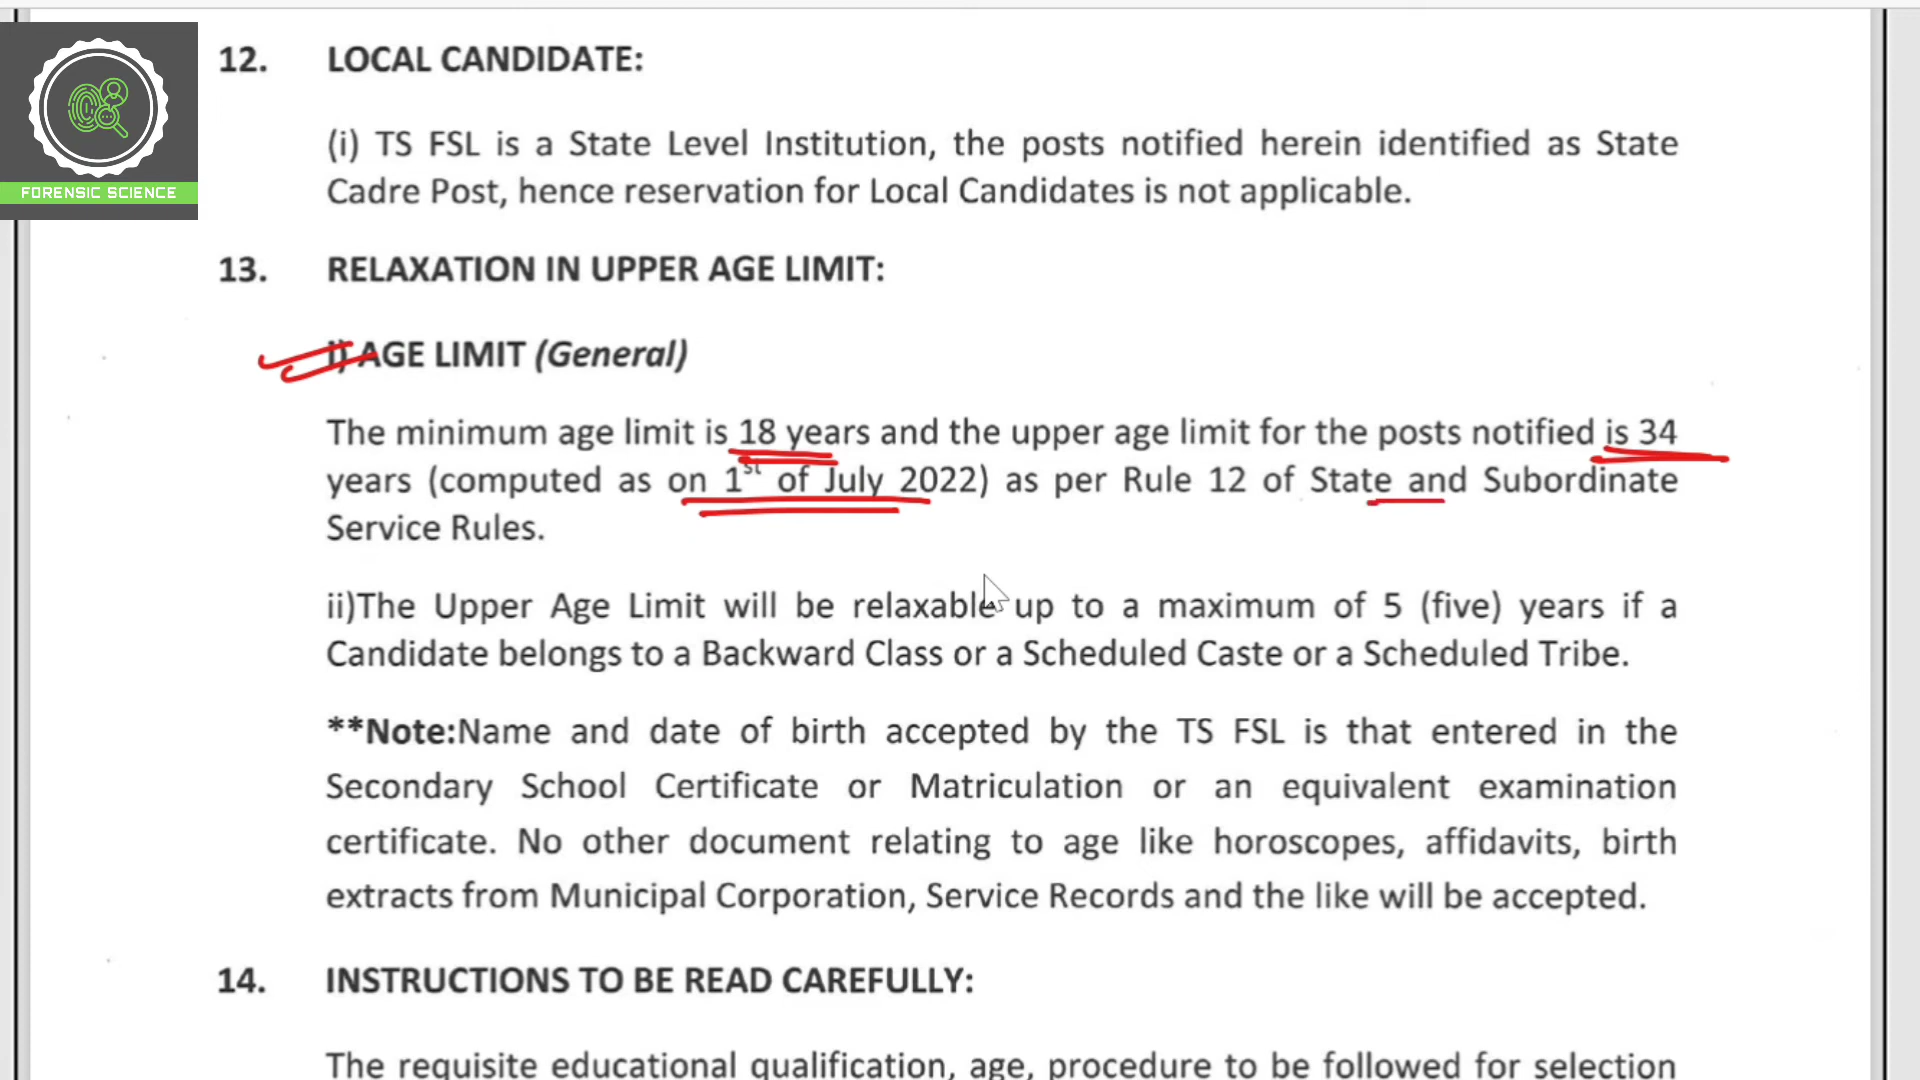 12. LOCAL CANDIDATE:
(i) TS FSL is a State Level Institution, the posts notified herein identified as State
Cadre Post, hence reservation for Local Candidates is not applicable.
FORENSIC SCIENCE
13. RELAXATION IN UPPER AGE LIMIT:
i) AGE LIMIT (General)
The minimum age limit is 18 years and the upper age limit for the posts notified is 34
years (computed as on 1st of July 2022) as per Rule 12 of State and Subordinate
Service Rules.
ii)The Upper Age Limit will be relaxable up to a maximum of 5 (five) years if a
Candidate belongs to a Backward Class or a Scheduled Caste or a Scheduled Tribe.
**Note:Name and date of birth accepted by the TS FSL is that entered in the
Secondary School Certificate or Matriculation or an equivalent examination
certificate. No other document relating to age like horoscopes, affidavits, birth
extracts from Municipal Corporation, Service Records and the like will be accepted.
14. INSTRUCTIONS TO BE READ CAREFULLY:
The requisite educational qualification, age, procedure to be followed for selection